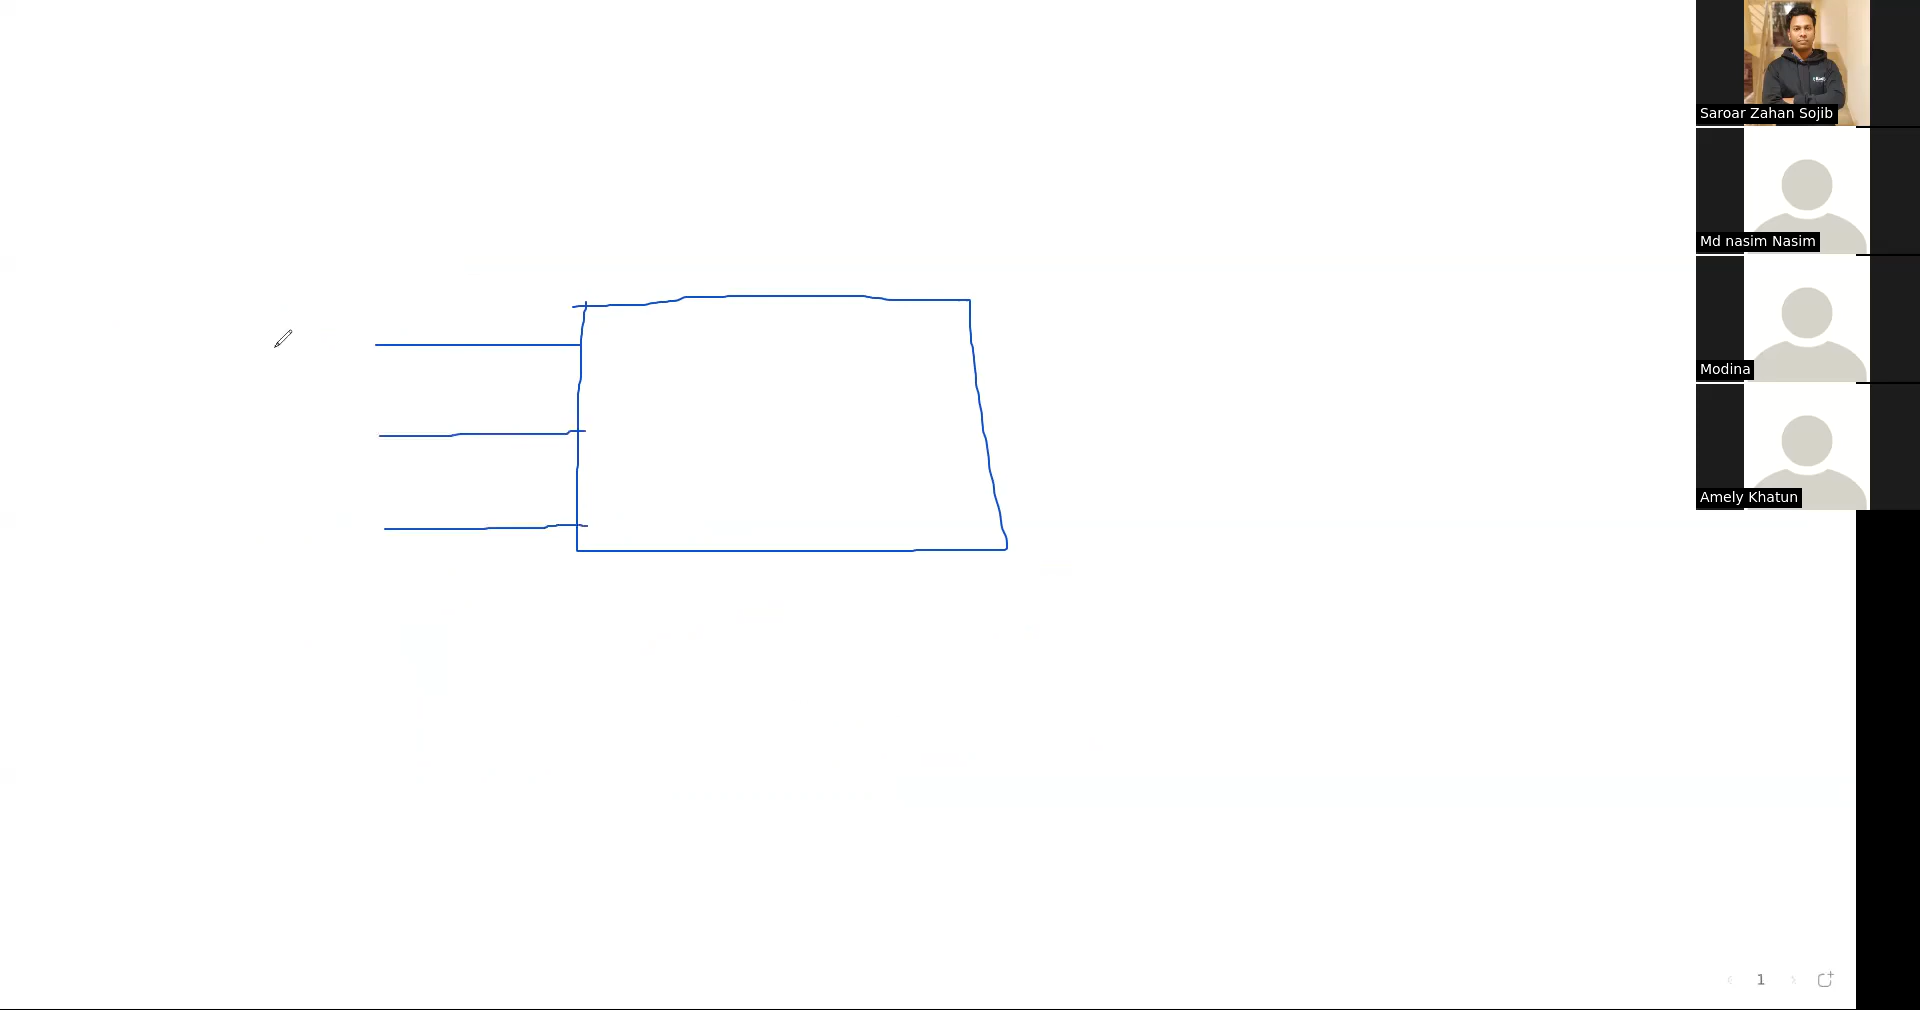 Saroar Zahan Sojib
Md nasim Nasim
Modina
Amely Khatun
1